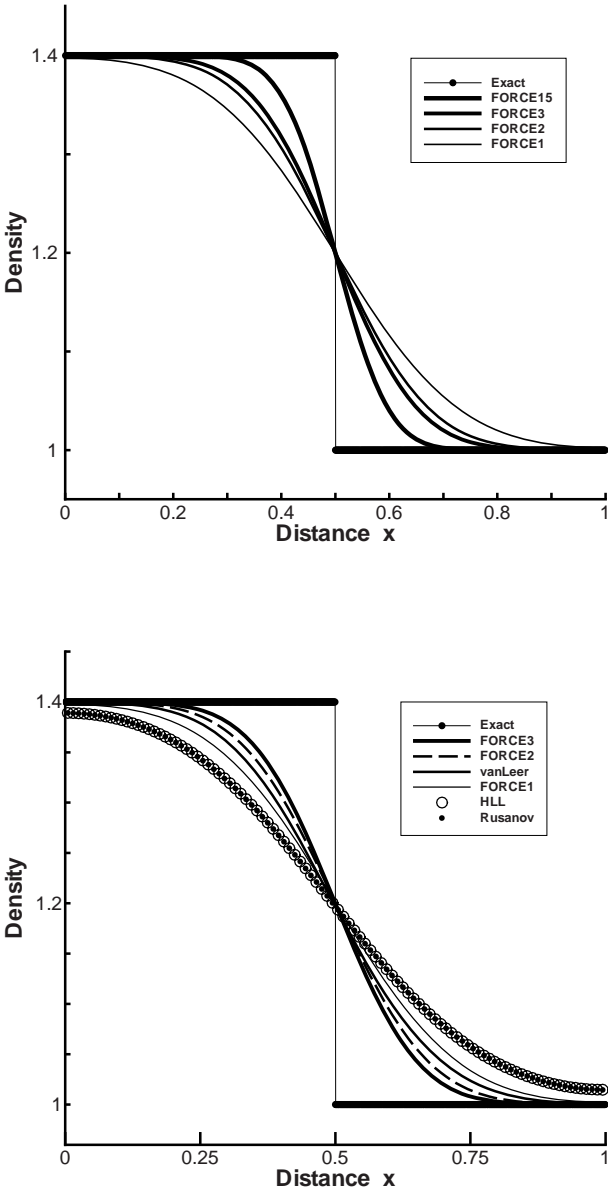 1.4
1.2
1
Density
0
0.2
0.4
0.6
0.8
1
Distance x
Exact
FORCE15
FORCE3
FORCE2
FORCE1
1.4
1.2
1
Density
0
0.25
0.5
0.75
1
Distance x
Exact
FORCE3
FORCE2
vanLeer
FORCE1
HLL
Rusanov